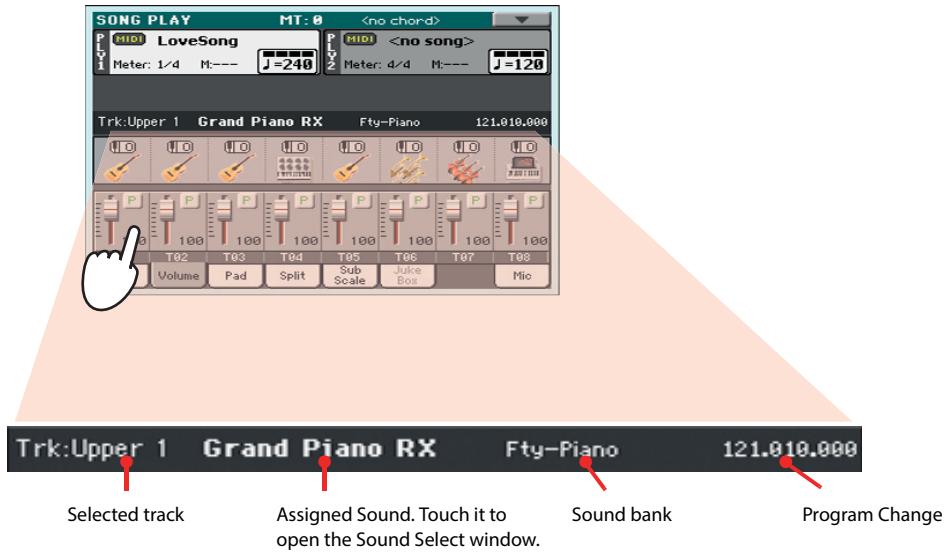 SONG PLAY MT: 0 <no chord>
PLY1 MIDI LoveSong PLY2 MIDI <no song>
Meter: 1/4 M:--- ♩=240 Meter: 4/4 M:--- ♩=120
Trk:Upper 1 Grand Piano RX Fty-Piano 121.010.000
P P P P P P P P
100 100 100 100 100 100 100
T02 T03 T04 T05 T06 T07 T08
Volume Pad Split Sub Scale Juke Box Mic
Trk:Upper 1 Grand Piano RX Fty-Piano 121.010.000
Selected track
Assigned Sound. Touch it to
open the Sound Select window.
Sound bank
Program Change